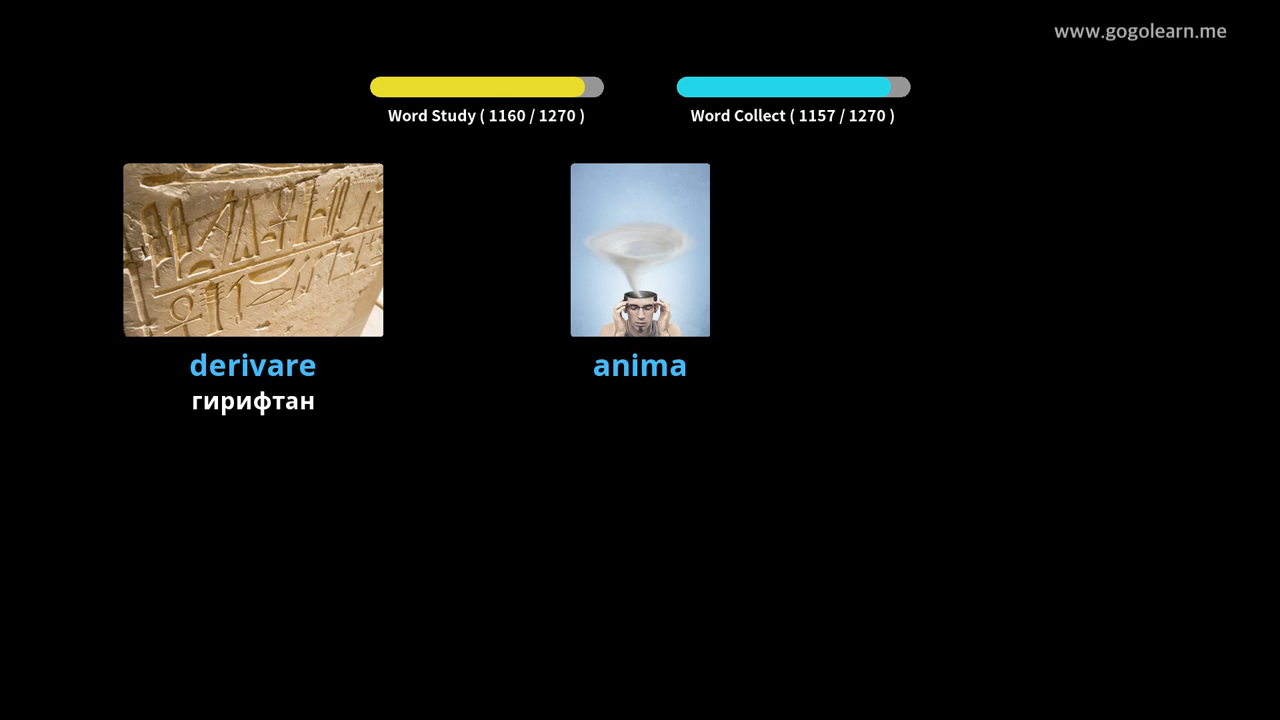 www.gogolearn.me
Word Study ( 1160 / 1270 )
Word Collect ( 1157 / 1270 )
derivare
anima
гирифтан